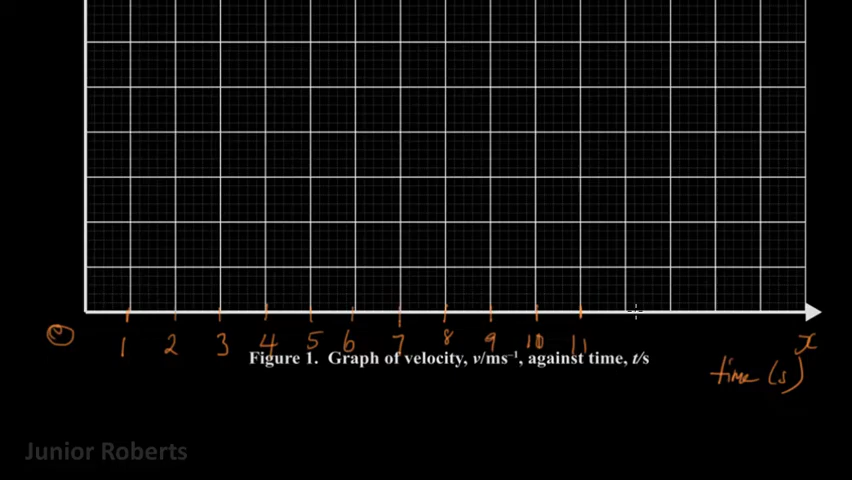 1 2 3 4 5 6 7 8 9 10 11 x
Figure 1. Graph of velocity, v/ms⁻¹, against time, t/s
time (s)
Junior Roberts